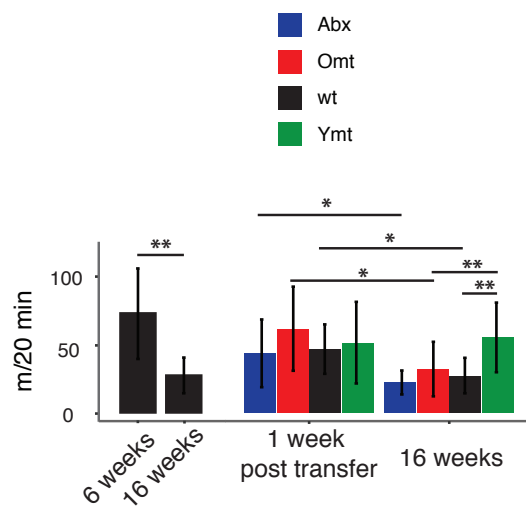 Abx
Omt
wt
Ymt
*
**
*
**
*
**
m/20 min
100
50
0
6 weeks
16 weeks
1 week
post transfer
16 weeks